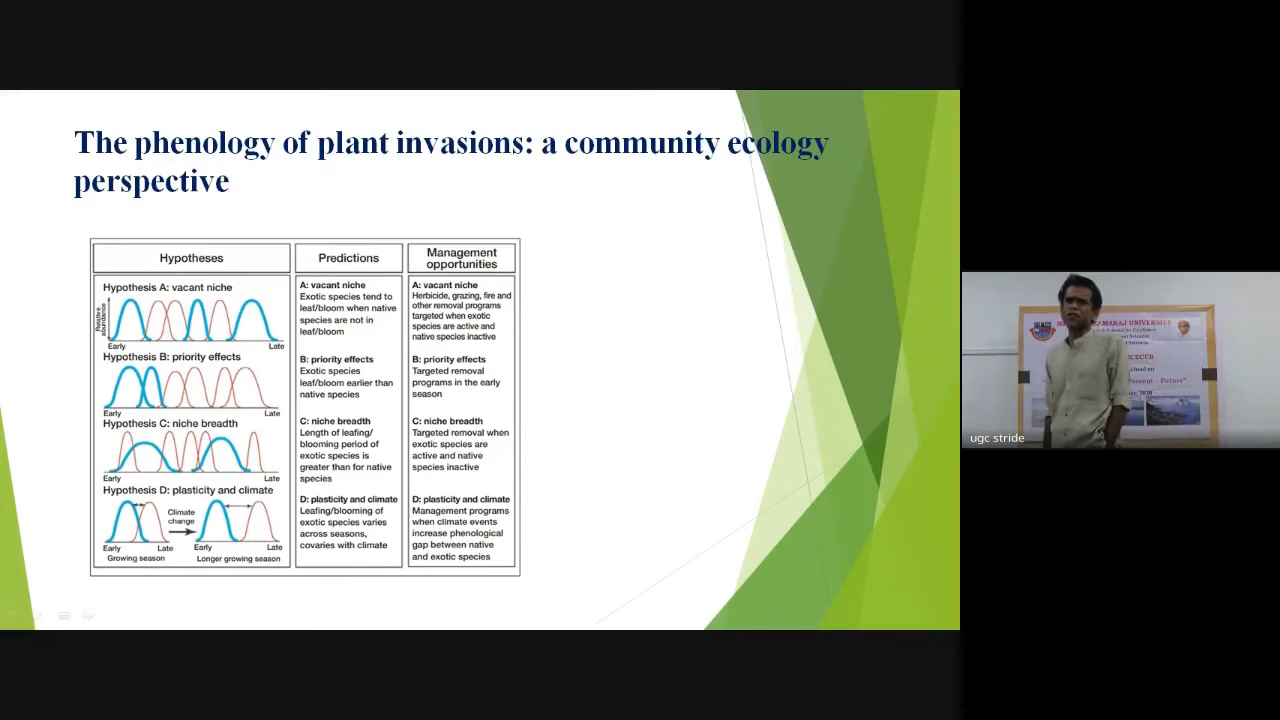 The phenology of plant invasions: a community ecology
perspective
Hypotheses
Predictions
Management
opportunities
Hypothesis A: vacant niche
Relative
abundance
Early
Late
Hypothesis B: priority effects
Early
Late
Hypothesis C: niche breadth
Early
Late
Hypothesis D: plasticity and climate
Climate
change
Early
Late
Early
Late
Growing season
Longer growing season
A: vacant niche
Exotic species tend to
leaf/bloom when native
species are not in
leaf/bloom
B: priority effects
Exotic species
leaf/bloom earlier than
native species
C: niche breadth
Length of leafing/
blooming period of
exotic species is
greater than for native
species
D: plasticity and climate
Leafing/blooming of
exotic species varies
across seasons,
covaries with climate
A: vacant niche
Herbicide, grazing, fire and
other removal programs
targeted when exotic
species are active and
native species inactive
B: priority effects
Targeted removal
programs in the early
season
C: niche breadth
Targeted removal when
exotic species are
active and native
species inactive
D: plasticity and climate
Management programs
when climate events
increase phenological
gap between native
and exotic species
MARAJ UNIVERSITY
Present - Future"
2020
ugc stride